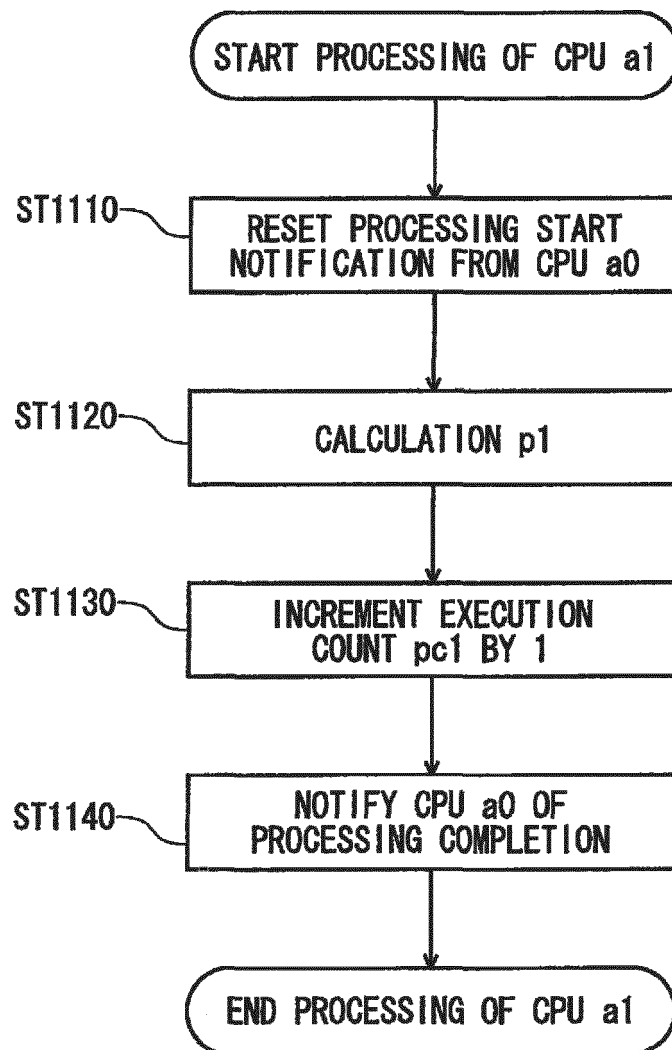 START PROCESSING OF CPU a1
ST1110
RESET PROCESSING START
NOTIFICATION FROM CPU a0
ST1120
CALCULATION p1
ST1130
INCREMENT EXECUTION
COUNT pc1 BY 1
ST1140
NOTIFY CPU a0 OF
PROCESSING COMPLETION
END PROCESSING OF CPU a1